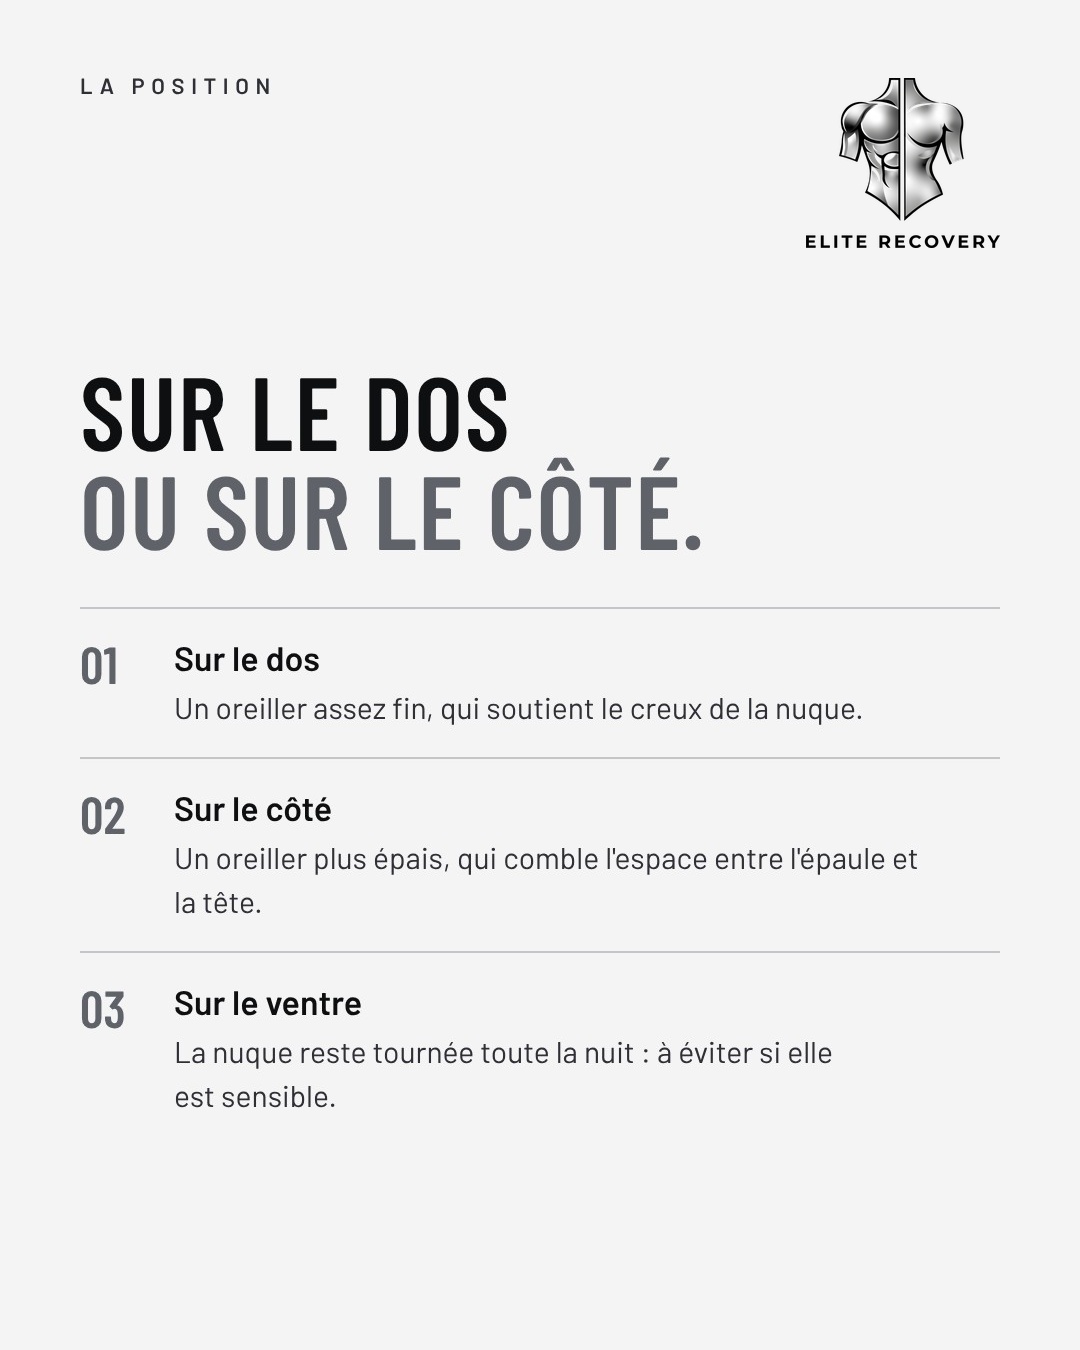 LA POSITION
ELITE RECOVERY
SUR LE DOS
OU SUR LE CÔTÉ.
01 Sur le dos
Un oreiller assez fin, qui soutient le creux de la nuque.
02 Sur le côté
Un oreiller plus épais, qui comble l'espace entre l'épaule et
la tête.
03 Sur le ventre
La nuque reste tournée toute la nuit : à éviter si elle
est sensible.